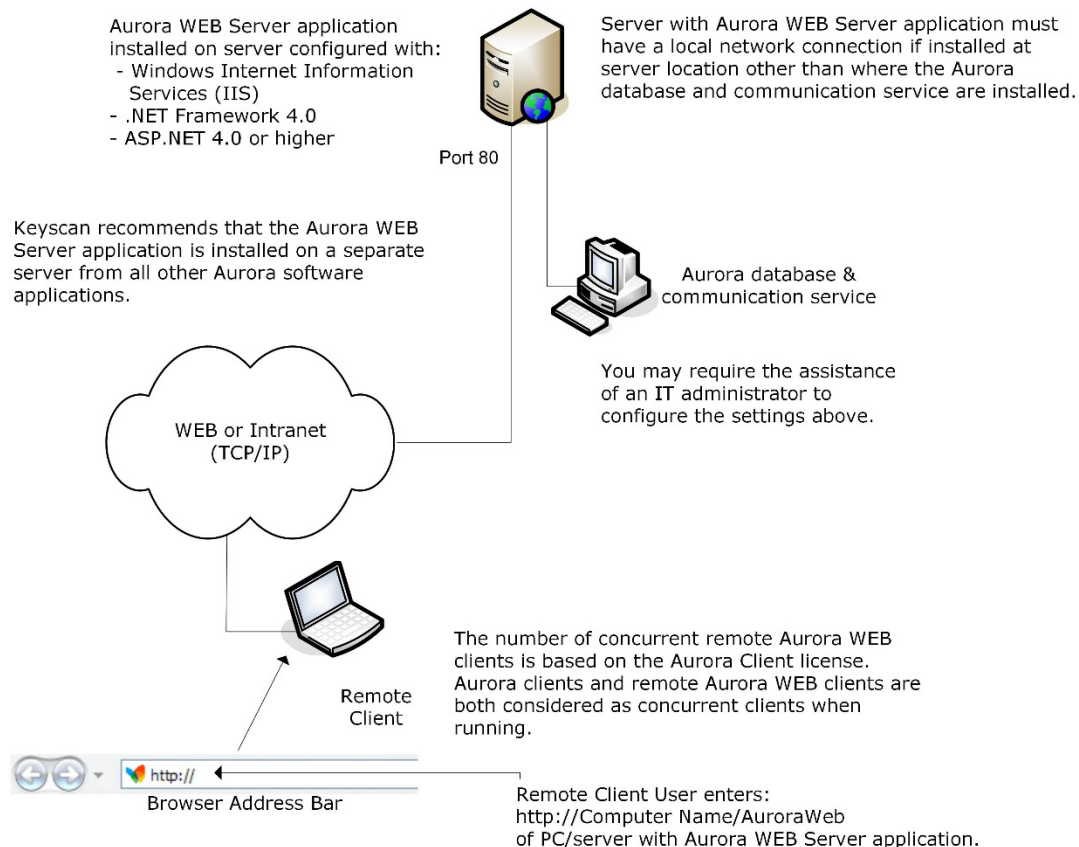 Aurora WEB Server application
installed on server configured with:
- Windows Internet Information
Services (IIS)
- .NET Framework 4.0
- ASP.NET 4.0 or higher
Server with Aurora WEB Server application must
have a local network connection if installed at
server location other than where the Aurora
database and communication service are installed.
Port 80
Keyscan recommends that the Aurora WEB
Server application is installed on a separate
server from all other Aurora software
applications.
Aurora database &
communication service
You may require the assistance
of an IT administrator to
configure the settings above.
WEB or Intranet
(TCP/IP)
Remote
Client
The number of concurrent remote Aurora WEB
clients is based on the Aurora Client license.
Aurora clients and remote Aurora WEB clients are
both considered as concurrent clients when
running.
http://
Browser Address Bar
Remote Client User enters:
http://Computer Name/AuroraWeb
of PC/server with Aurora WEB Server application.